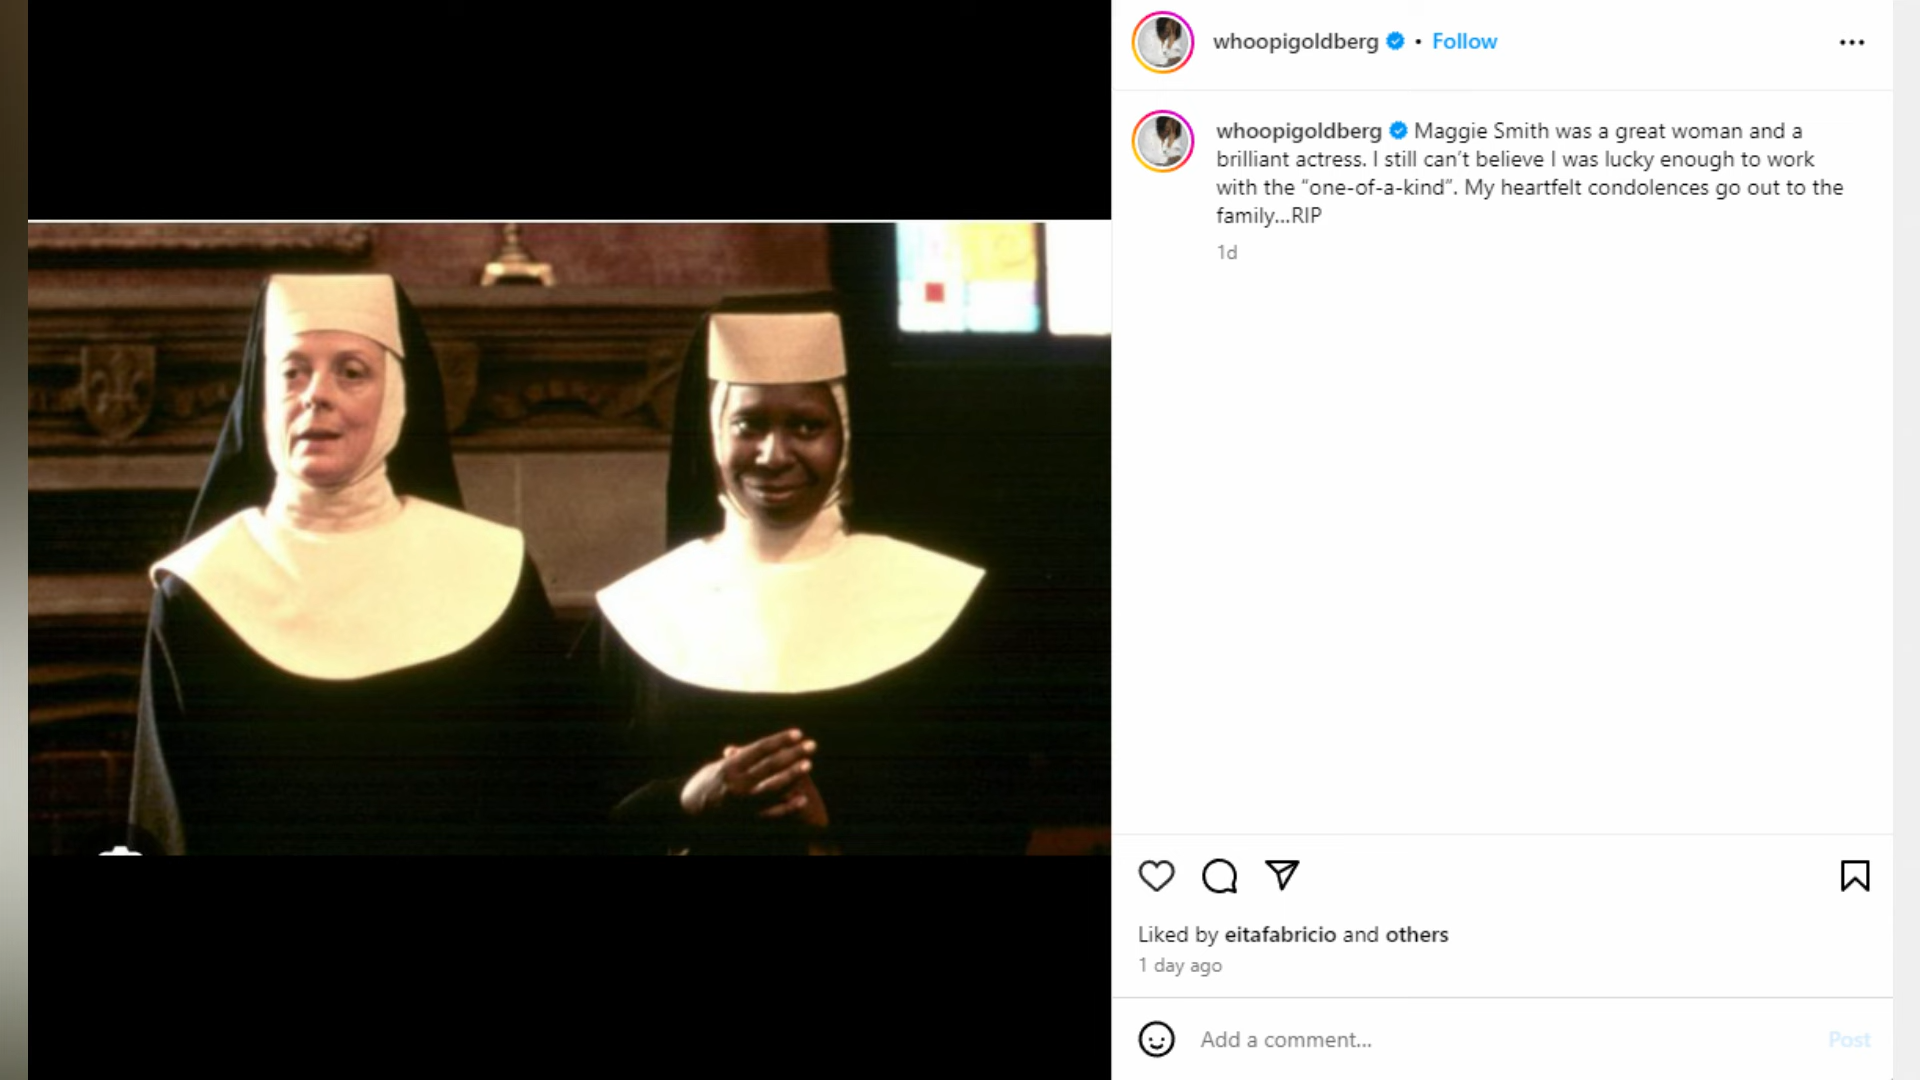 whoopigoldberg • Follow
whoopigoldberg Maggie Smith was a great woman and a
brilliant actress. I still can’t believe I was lucky enough to work
with the “one-of-a-kind”. My heartfelt condolences go out to the
family...RIP
1d
Liked by eitafabricio and others
1 day ago
Add a comment...
Post